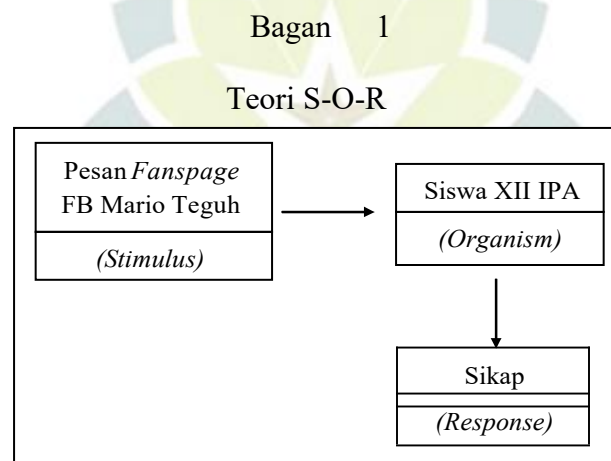 Bagan 1
Teori S-O-R
Pesan Fanspage
FB Mario Teguh
(Stimulus)
Siswa XII IPA
(Organism)
Sikap
(Response)